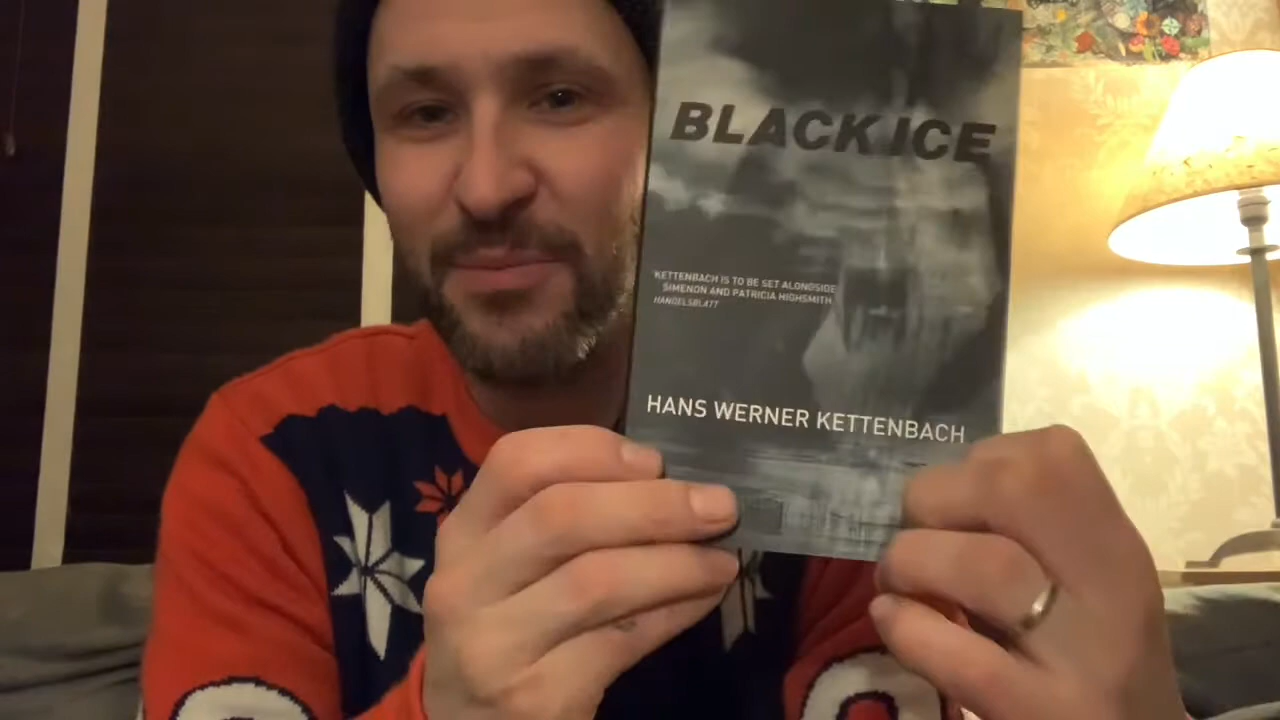 BLACK ICE
'KETTENBACH IS TO BE SET ALONGSIDE
SIMENON AND PATRICIA HIGHSMITH'
HANDELSBLATT
HANS WERNER KETTENBACH